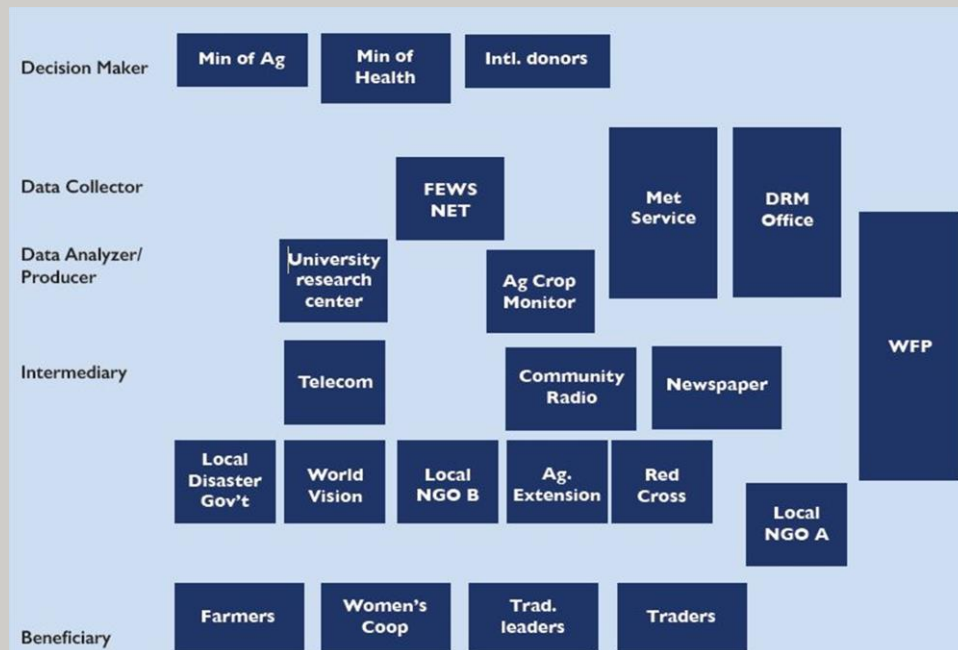 Decision Maker
Min of Ag
Min of
Health
Intl. donors
Data Collector
FEWS
NET
Met
Service
DRM
Office
Data Analyzer/
Producer
University
research
center
Ag Crop
Monitor
WFP
Intermediary
Telecom
Community
Radio
Newspaper
Local
Disaster
Gov't
World
Vision
Local
NGO B
Ag.
Extension
Red
Cross
Local
NGO A
Beneficiary
Farmers
Women's
Coop
Trad.
leaders
Traders